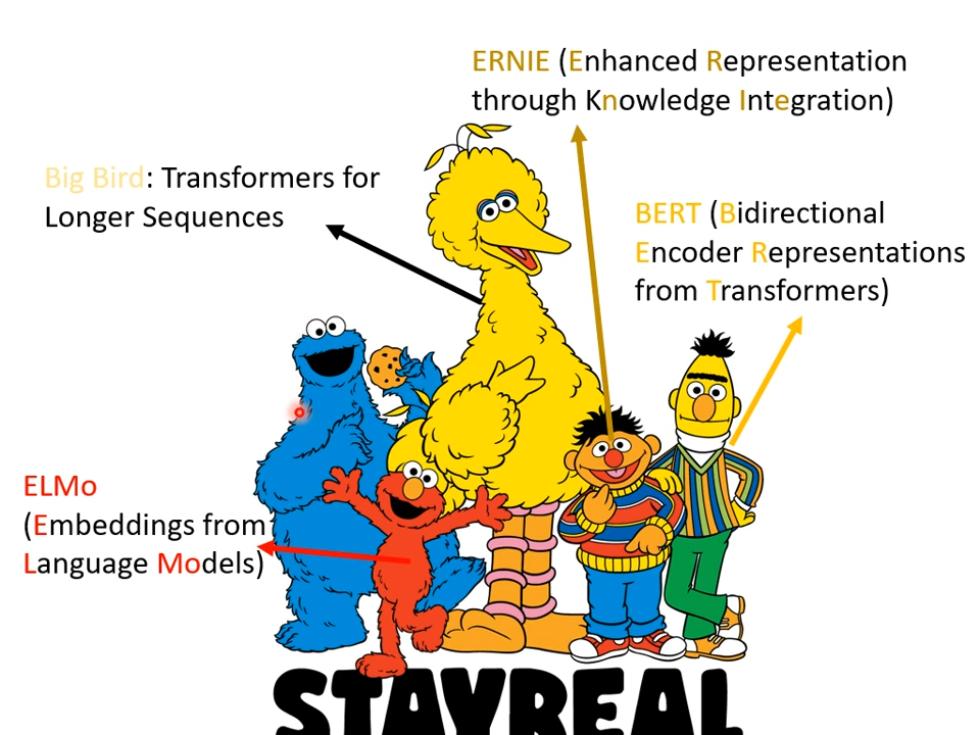 ERNIE (Enhanced Representation
through Knowledge Integration)
Big Bird: Transformers for
Longer Sequences
BERT (Bidirectional
Encoder Representations
from Transformers)
ELMo
(Embeddings from
Language Models)
STAYREAL